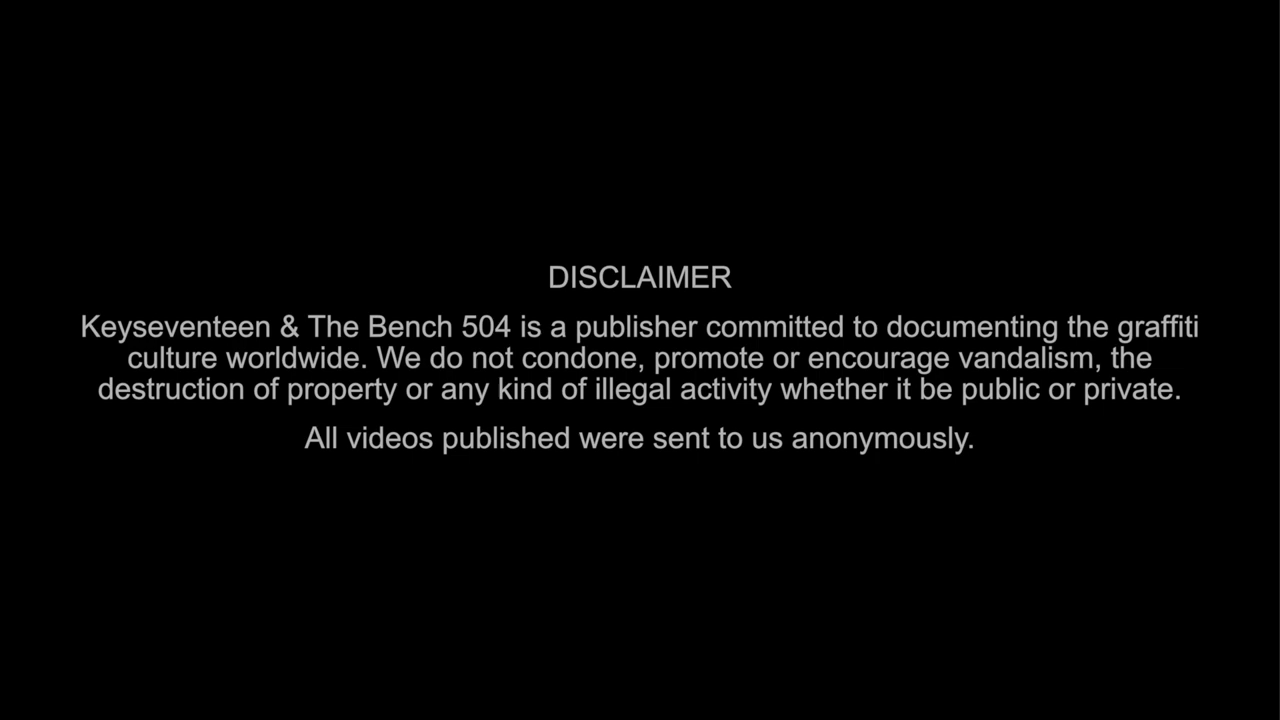 DISCLAIMER
Keyseventeen & The Bench 504 is a publisher committed to documenting the graffiti
culture worldwide. We do not condone, promote or encourage vandalism, the
destruction of property or any kind of illegal activity whether it be public or private.
All videos published were sent to us anonymously.